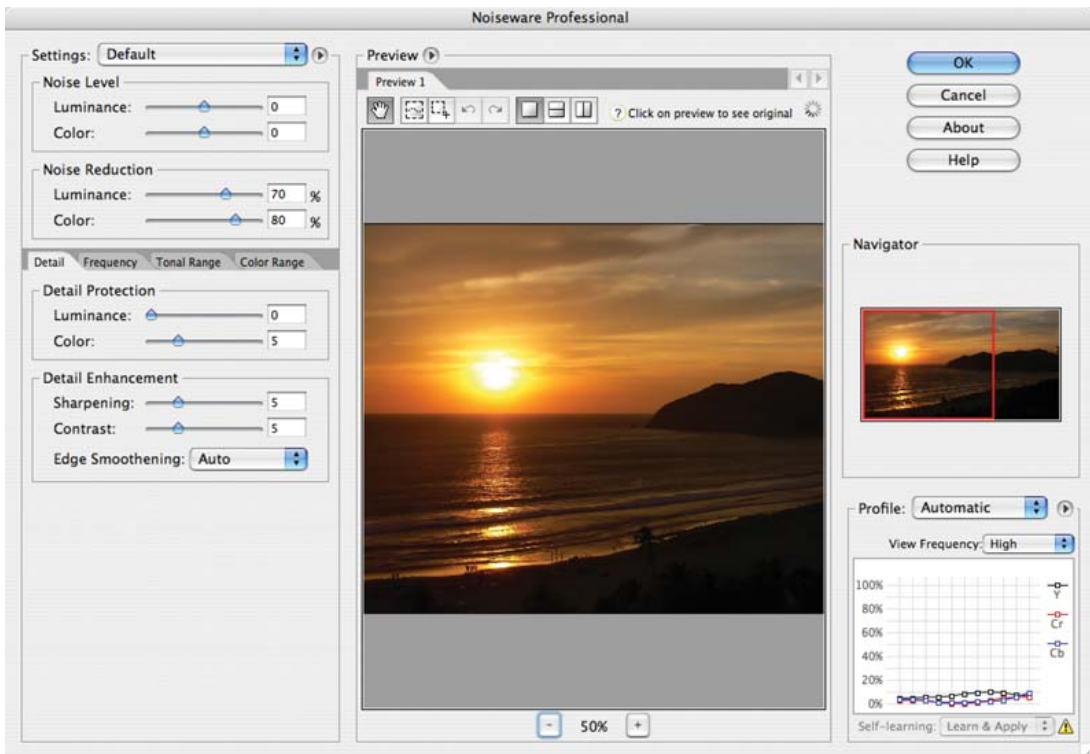 Noiseware Professional
Settings: Default
Noise Level
Luminance: 0
Color: 0
Noise Reduction
Luminance: 70 %
Color: 80 %
Detail Frequency Tonal Range Color Range
Detail Protection
Luminance: 0
Color: 5
Detail Enhancement
Sharpening: 5
Contrast: 5
Edge Smoothening: Auto
Preview
Preview 1
? Click on preview to see original
- 50% +
OK
Cancel
About
Help
Navigator
Profile: Automatic
View Frequency: High
100%
80%
60%
40%
20%
0%
Y
Cr
Cb
Self-learning: Learn & Apply